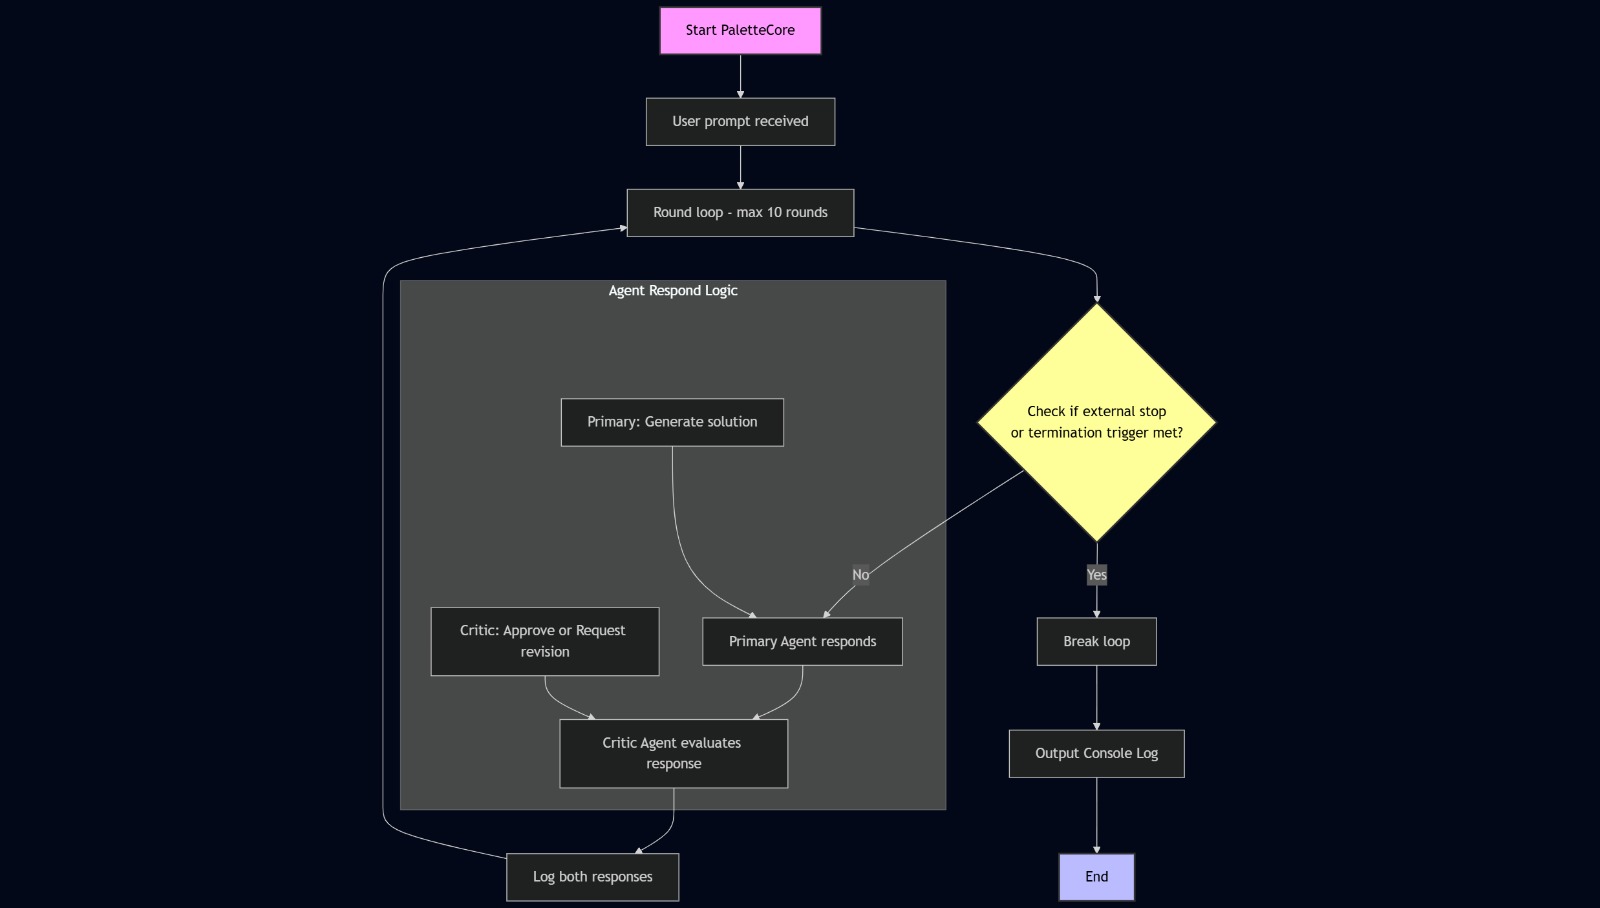 Start PaletteCore
User prompt received
Round loop - max 10 rounds
Agent Respond Logic
Primary: Generate solution
Check if external stop
or termination trigger met?
No
Yes
Critic: Approve or Request
revision
Primary Agent responds
Break loop
Critic Agent evaluates
response
Output Console Log
Log both responses
End